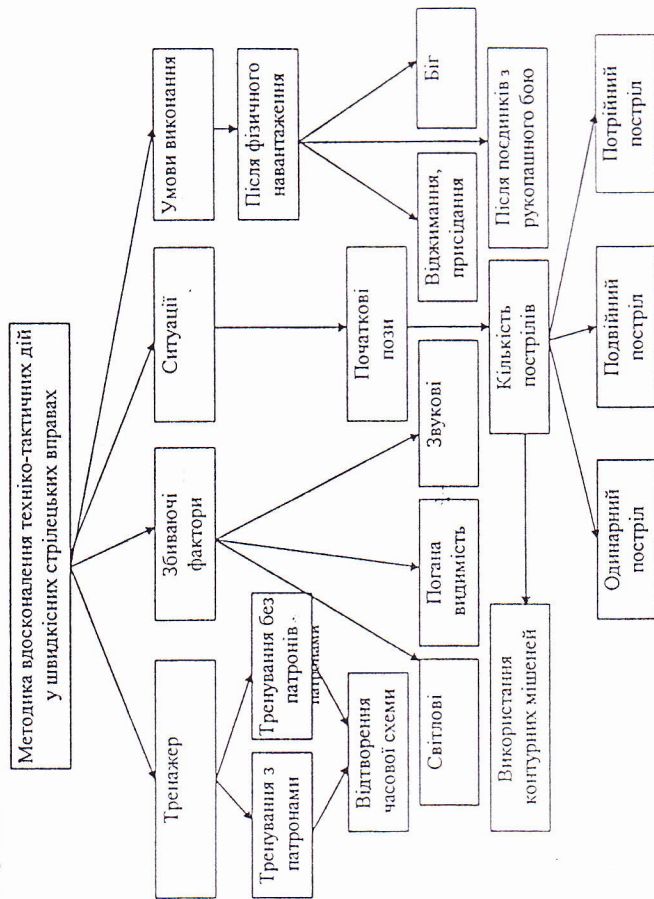 Методика вдосконалення техніко-тактичних дій
у швидкісних стрілецьких вправах
Тренажер
Збиваючі
фактори
Ситуації
Умови виконання
Тренування з
патронами
Тренування без
патронів
патронами
Після фізичного
навантаження
Відтворення
часової схеми
Початкові
пози
Світлові
Погана
видимість
Звукові
Віджимання,
присідання
Біг
Використання
контурних мішеней
Кількість
пострілів
Після поєдинків з
рукопашного бою
Одинарний
постріл
Подвійний
постріл
Потрійний
постріл